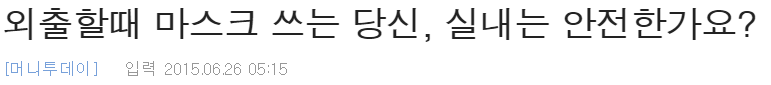 외출할때 마스크 쓰는 당신, 실내는 안전한가요?
[머니투데이] 입력 2015.06.26 05:15